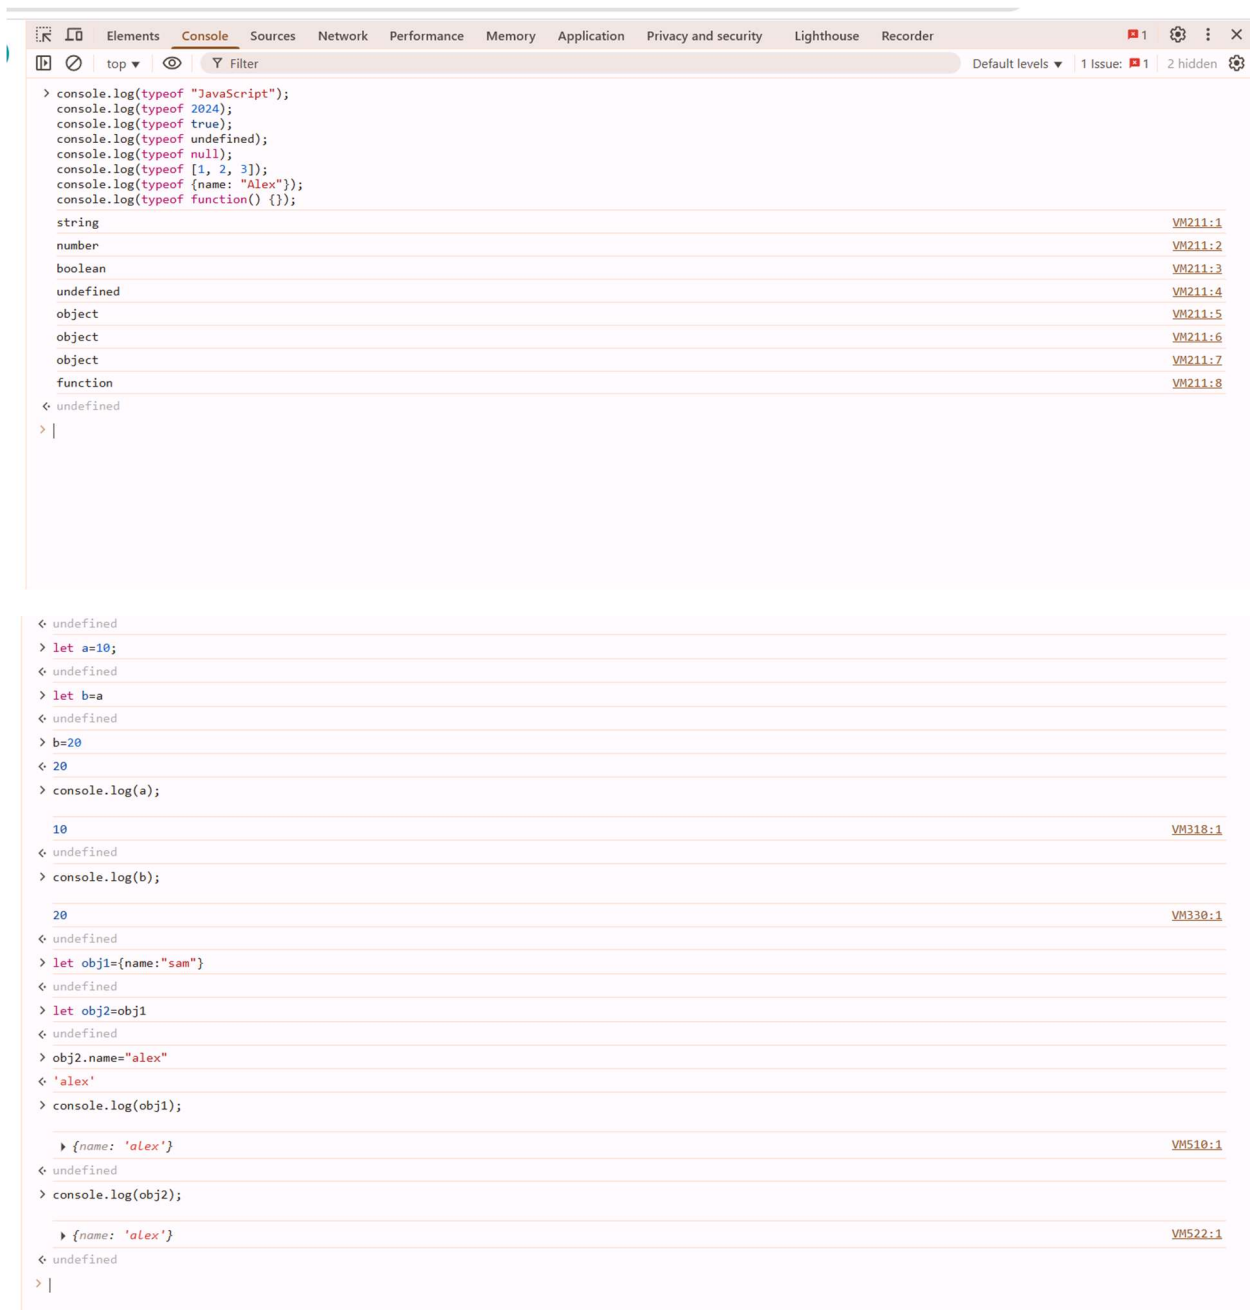 Elements Console Sources Network Performance Memory Application Privacy and security Lighthouse Recorder 1
top Filter Default levels 1 Issue: 1 2 hidden
> console.log(typeof "JavaScript");
console.log(typeof 2024);
console.log(typeof true);
console.log(typeof undefined);
console.log(typeof null);
console.log(typeof [1, 2, 3]);
console.log(typeof {name: "Alex"});
console.log(typeof function() {});
string VM211:1
number VM211:2
boolean VM211:3
undefined VM211:4
object VM211:5
object VM211:6
object VM211:7
function VM211:8
undefined
>
undefined
> let a=10;
undefined
> let b=a
undefined
> b=20
20
> console.log(a);
10 VM318:1
undefined
> console.log(b);
20 VM330:1
undefined
> let obj1={name:"sam"}
undefined
> let obj2=obj1
undefined
> obj2.name="alex"
'alex'
> console.log(obj1);
{name: 'alex'} VM510:1
undefined
> console.log(obj2);
{name: 'alex'} VM522:1
undefined
>